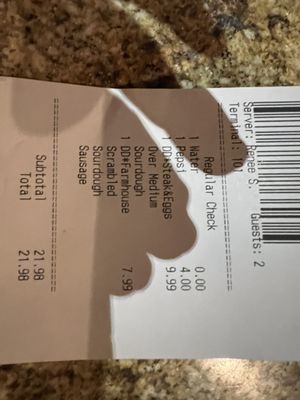 Server: Renee S. Guests: 2
Terminal: 10
================================
Regular Check
1 Water 0.00
1 Pepsi 4.00
1 DD*Steak&Eggs 9.99
Over Medium
Sourdough
1 DD*Farmhouse 7.99
Scrambled
Sourdough
Sausage
================================
Subtotal 21.98
Total 21.98